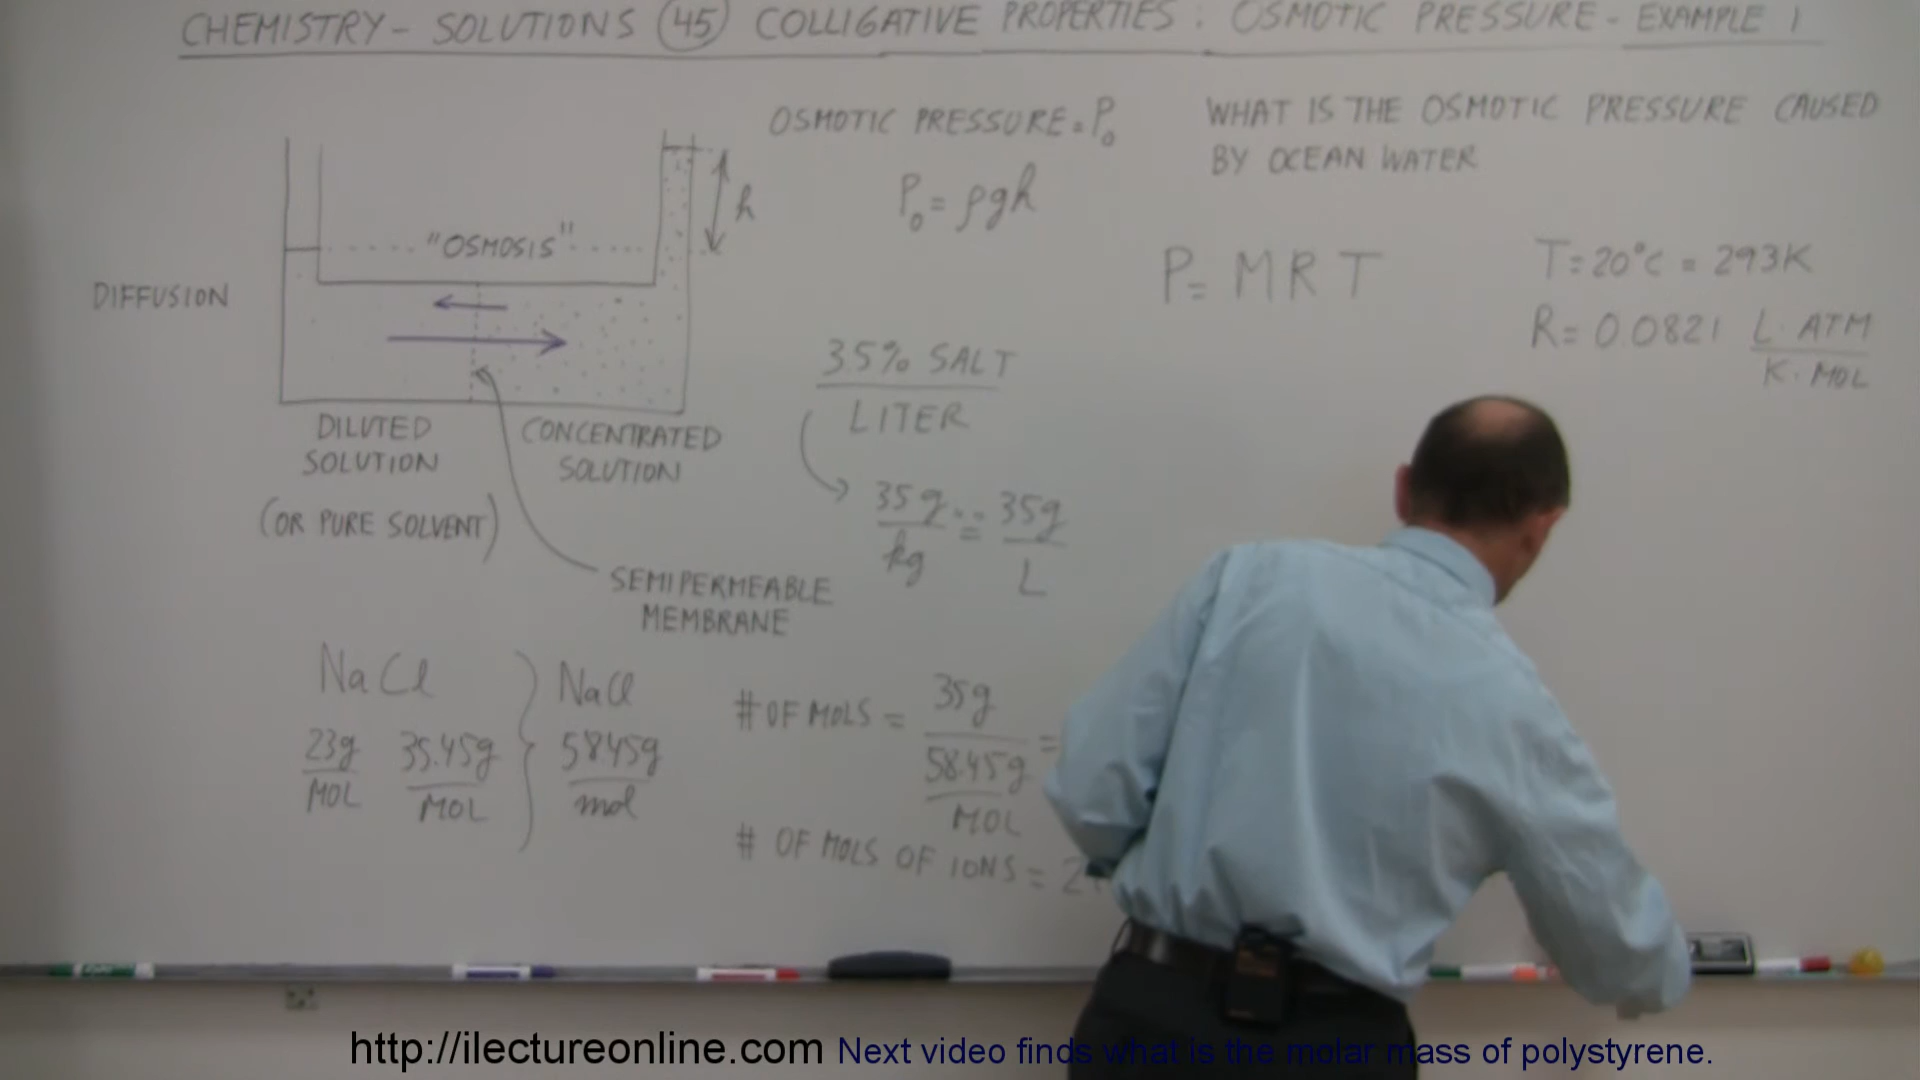 CHEMISTRY - SOLUTIONS 45 COLLIGATIVE PROPERTIES : OSMOTIC PRESSURE - EXAMPLE 1
OSMOTIC PRESSURE = P₀
P₀ = ρgh
WHAT IS THE OSMOTIC PRESSURE CAUSED
BY OCEAN WATER
h
"OSMOSIS"
DIFFUSION
P = MRT
T = 20°C = 293K
R = 0.0821 L·ATM
K·MOL
35% SALT
LITER
DILUTED
SOLUTION
(OR PURE SOLVENT)
CONCENTRATED
SOLUTION
35g = 35g
kg L
SEMIPERMEABLE
MEMBRANE
NaCl } NaCl
23g 35.45g 58.45g
MOL MOL mol
# OF MOLS = 35g =
58.45g
MOL
# OF MOLS OF IONS = 2
http://ilectureonline.com Next video finds what is the molar mass of polystyrene.